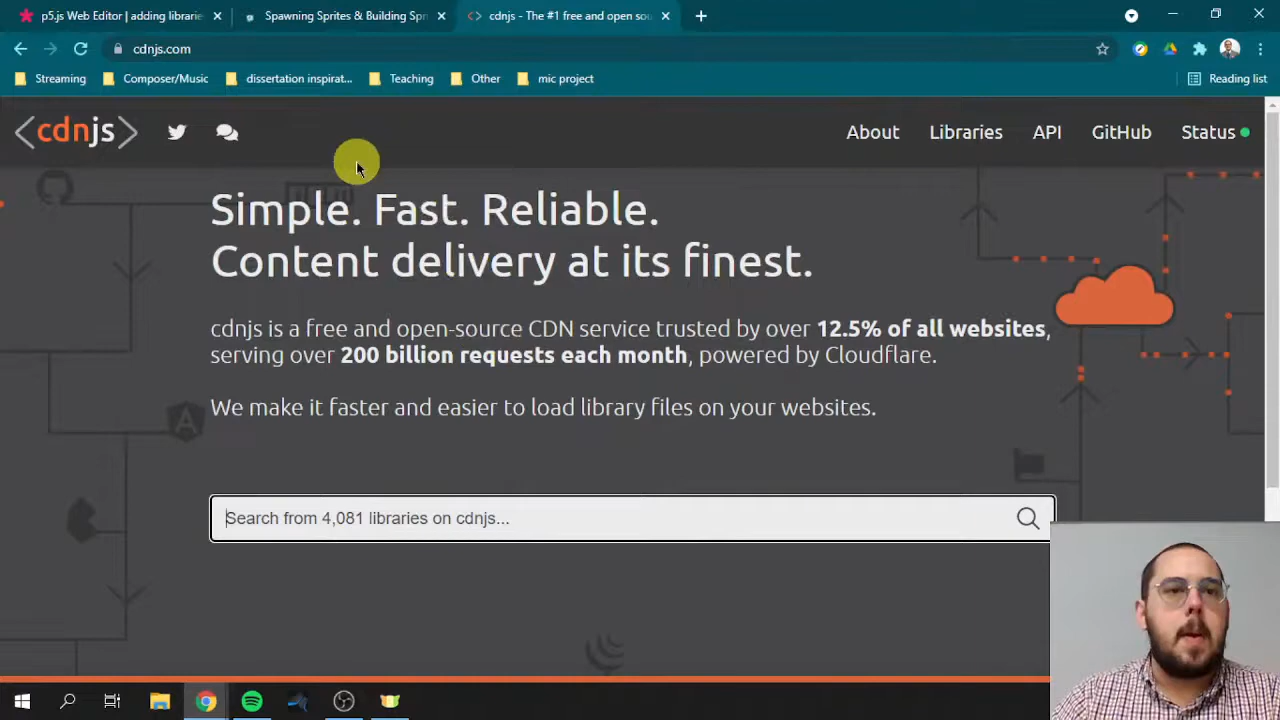 p5.js Web Editor | adding librarie
Spawning Sprites & Building Spr
cdnjs - The #1 free and open so
cdnjs.com
Streaming
Composer/Music
dissertation inspirat...
Teaching
Other
mic project
Reading list
<cdnjs>
About
Libraries
API
GitHub
Status
Simple. Fast. Reliable.
Content delivery at its finest.
cdnjs is a free and open-source CDN service trusted by over 12.5% of all websites,
serving over 200 billion requests each month, powered by Cloudflare.
We make it faster and easier to load library files on your websites.
Search from 4,081 libraries on cdnjs...